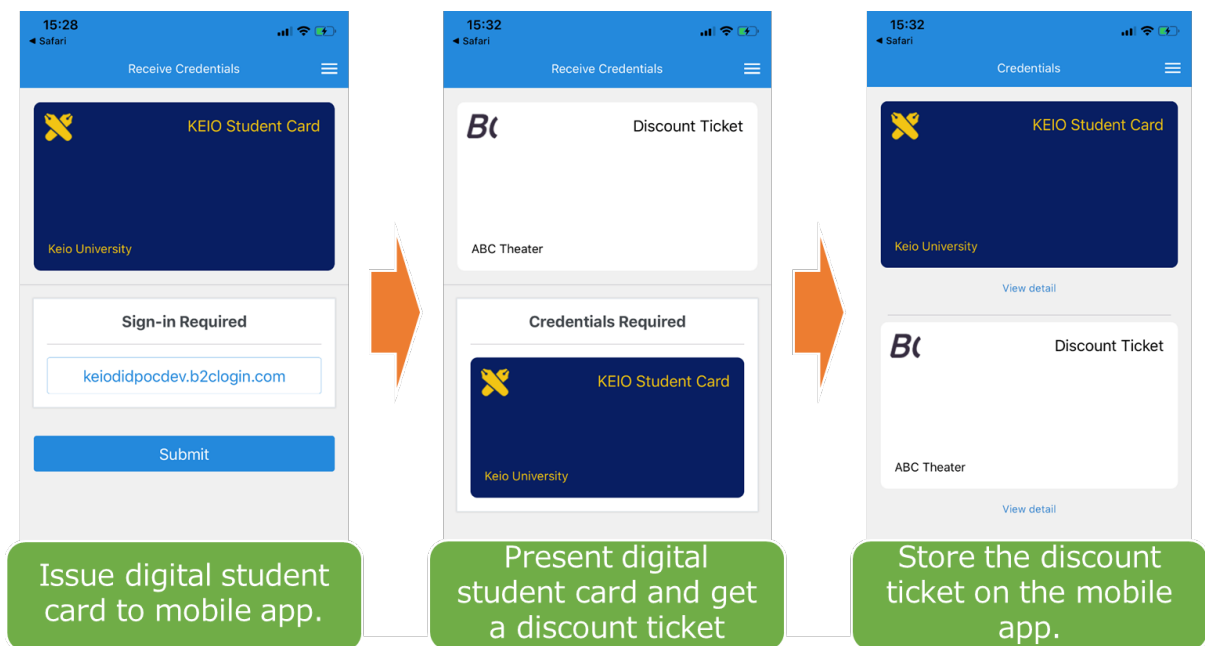 15:28
◀ Safari
Receive Credentials
KEIO Student Card
Keio University
Sign-in Required
keiodidpocdev.b2clogin.com
Submit
Issue digital student
card to mobile app.
15:32
◀ Safari
Receive Credentials
B(
Discount Ticket
ABC Theater
Credentials Required
KEIO Student Card
Keio University
Present digital
student card and get
a discount ticket
15:32
◀ Safari
Credentials
KEIO Student Card
Keio University
View detail
B(
Discount Ticket
ABC Theater
View detail
Store the discount
ticket on the mobile
app.